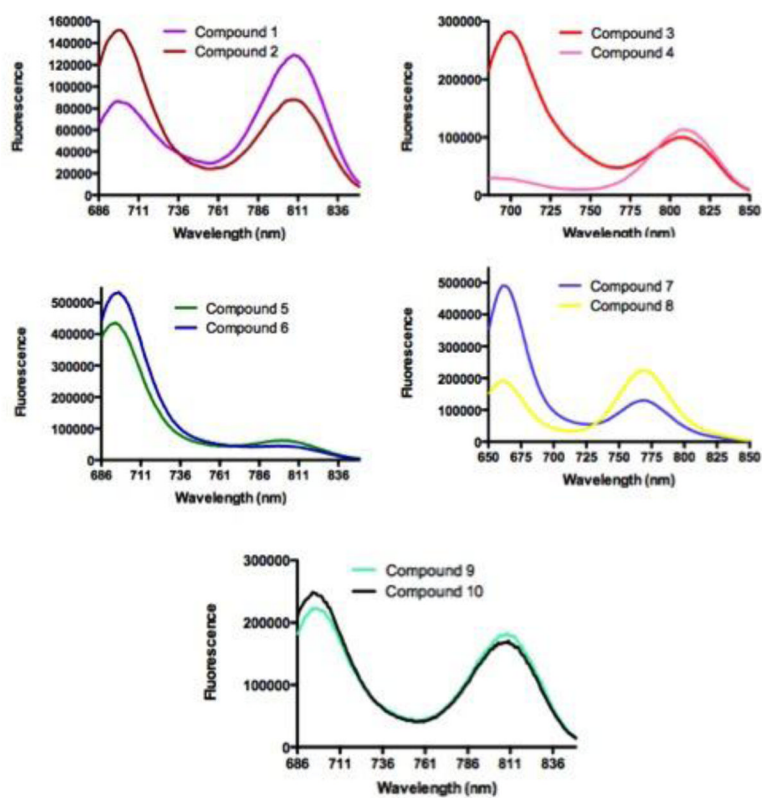 160000
140000
120000
100000
80000
60000
40000
20000
0
Fluorescence
Compound 1
Compound 2
686 711 736 761 786 811 836
Wavelength (nm)
300000
200000
100000
0
Fluorescence
Compound 3
Compound 4
700 725 750 775 800 825 850
Wavelength (nm)
500000
400000
300000
200000
100000
0
Fluorescence
Compound 5
Compound 6
686 711 736 761 786 811 836
Wavelength (nm)
500000
400000
300000
200000
100000
0
Fluorescence
Compound 7
Compound 8
650 675 700 725 750 775 800 825 850
Wavelength (nm)
300000
200000
100000
0
Fluorescence
Compound 9
Compound 10
686 711 736 761 786 811 836
Wavelength (nm)